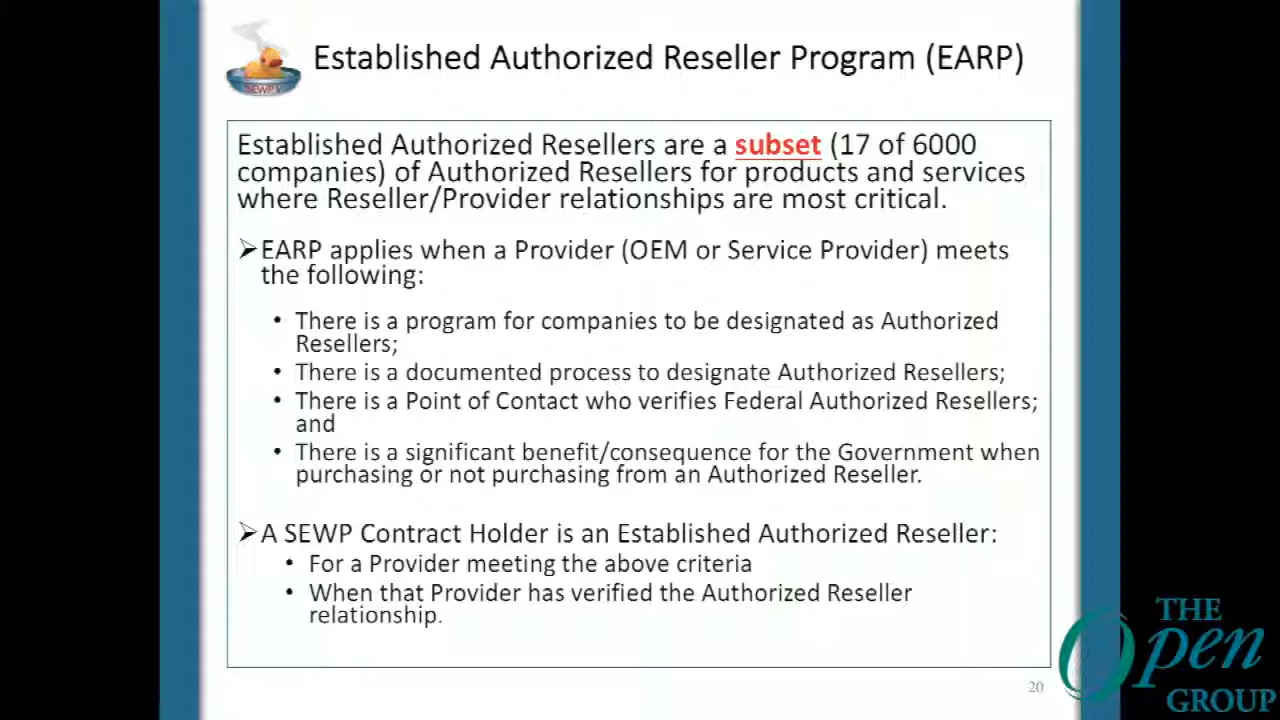 Established Authorized Reseller Program (EARP)
Established Authorized Resellers are a subset (17 of 6000
companies) of Authorized Resellers for products and services
where Reseller/Provider relationships are most critical.
➢EARP applies when a Provider (OEM or Service Provider) meets
the following:
• There is a program for companies to be designated as Authorized
Resellers;
• There is a documented process to designate Authorized Resellers;
• There is a Point of Contact who verifies Federal Authorized Resellers;
and
• There is a significant benefit/consequence for the Government when
purchasing or not purchasing from an Authorized Reseller.
➢A SEWP Contract Holder is an Established Authorized Reseller:
• For a Provider meeting the above criteria
• When that Provider has verified the Authorized Reseller
relationship.
20
THE
Open
GROUP